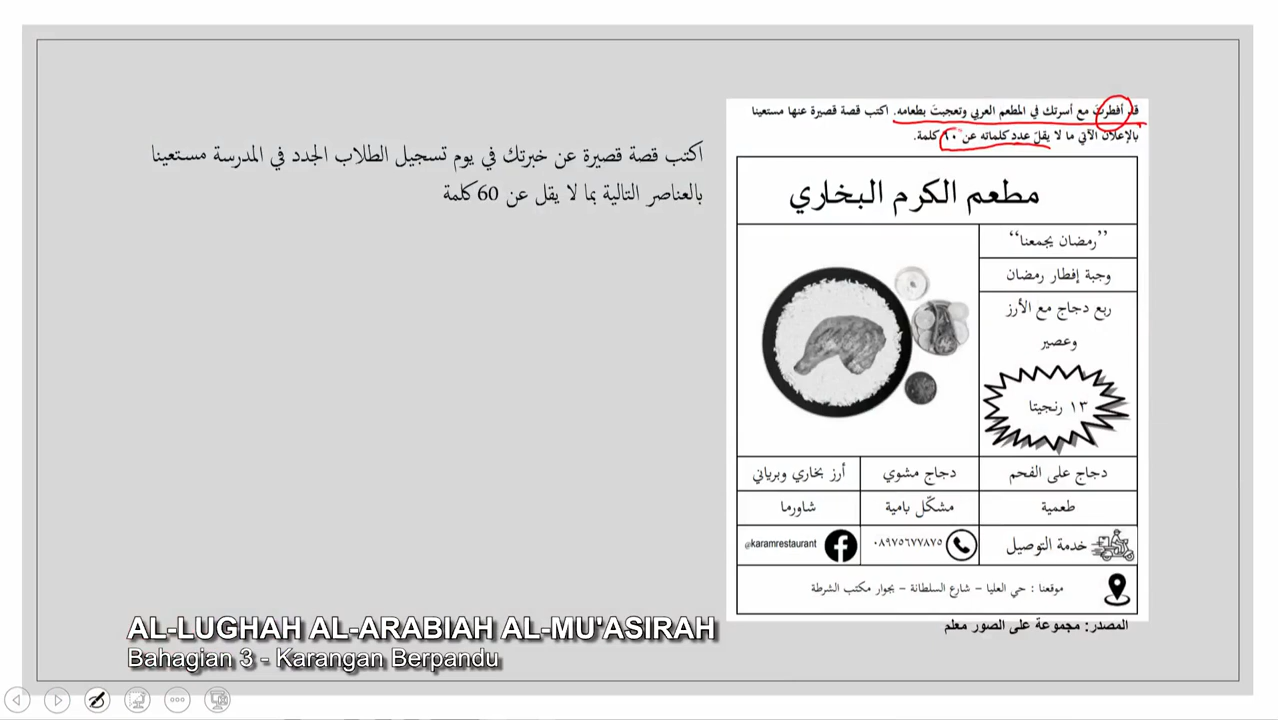 قد أفطرتَ مع أسرتك في المطعم العربي وتعجبتَ بطعامه. اكتب قصة قصيرة عنها مستعينا
بالإعلان الآتي ما لا يقلّ عدد كلماته عن ٦٠ كلمة.
اكتب قصة قصيرة عن خبرتك في يوم تسجيل الطلاب الجدد في المدرسة مستعينا
بالعناصر التالية بما لا يقل عن 60 كلمة
مطعم الكرم البخاري
”رمضان يجمعنا“
وجبة إفطار رمضان
ربع دجاج مع الأرز
وعصير
١٣ رنجيتا
دجاج على الفحم
دجاج مشوي
أرز بخاري وبرياني
طعمية
مشكّل بامية
شاورما
خدمة التوصيل
٠٨٩٧٥٦٧٧٨٧٥
@karamrestaurant
موقعنا : حي العليا – شارع السلطانة – بجوار مكتب الشرطة
المصدر: مجموعة على الصور معلم
AL-LUGHAH AL-ARABIAH AL-MU'ASIRAH
Bahagian 3 - Karangan Berpandu